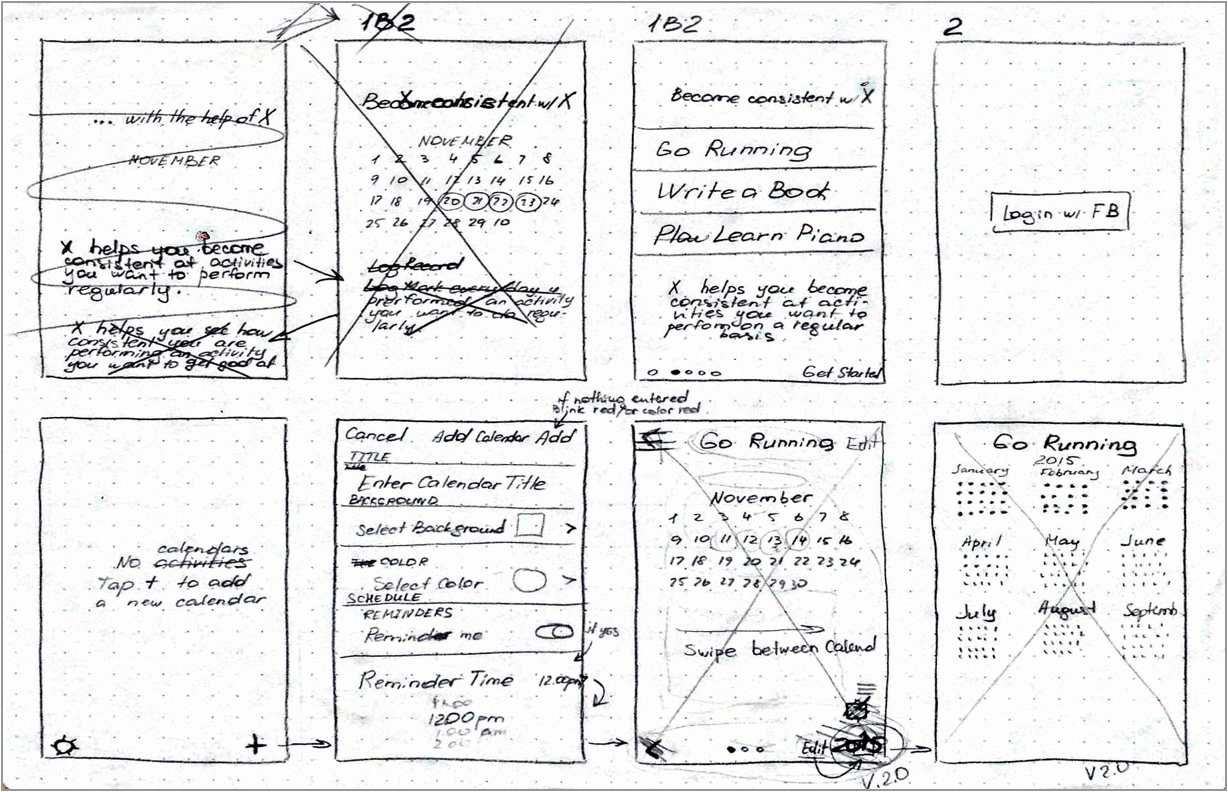 1B2
1B2
2
... with the help of X
NOVEMBER
X helps you become
consistent at activities
you want to perform
regularly.
X helps you see how
consistent you are
performing an activity
you want to get good at
Become consistent w/ X
NOVEMBER
1 2 3 4 5 6 7 8
9 10 11 12 13 14 15 16
17 18 19 20 21 22 23 24
25 26 27 28 29 10
Log Record
Log Mark every day u
prerformed an activity
you want to do regu-
larly
Become consistent w/ X
Go Running
Write a Book
Play Learn Piano
X helps you become
consistent at acti-
vities you want to
perform on a regular
basis.
Get Started
Login w. FB
calendars
No activities
Tap + to add
a new calendar
+
if nothing entered
Blink red/or color red
Cancel Add Calendar Add
TITLE
Enter Calendar Title
BACKGROUND
Select Background >
COLOR
Select Color >
SCHEDULE
REMINDERS
Reminder me
if yes
Reminder Time 12.00pm
12.00 pm
1.00 am
2.00
Go Running Edit
November
1 2 3 4 5 6 7 8
9 10 11 12 13 14 15 16
17 18 19 20 21 22 23 24
25 26 27 28 29 30
Swipe between Calend
Edit 2015
V.2.0
Go Running
2015
January February March
April May June
July August Septemb
V2.0